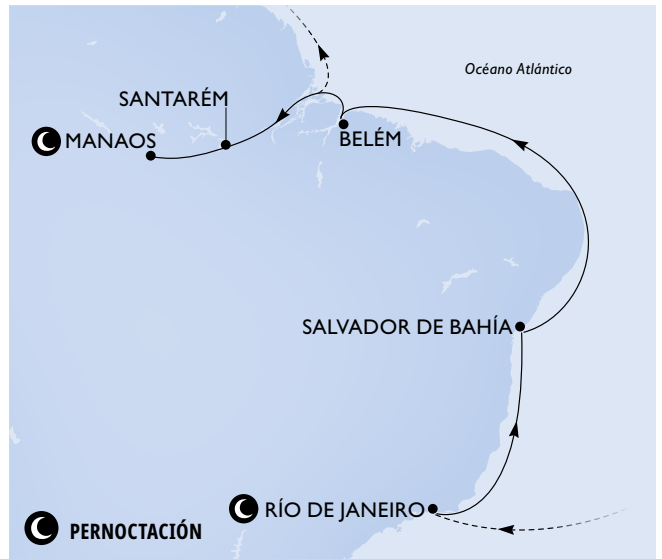 Océano Atlántico
SANTARÉM
MANAOS
BELÉM
SALVADOR DE BAHÍA
RÍO DE JANEIRO
PERNOCTACIÓN